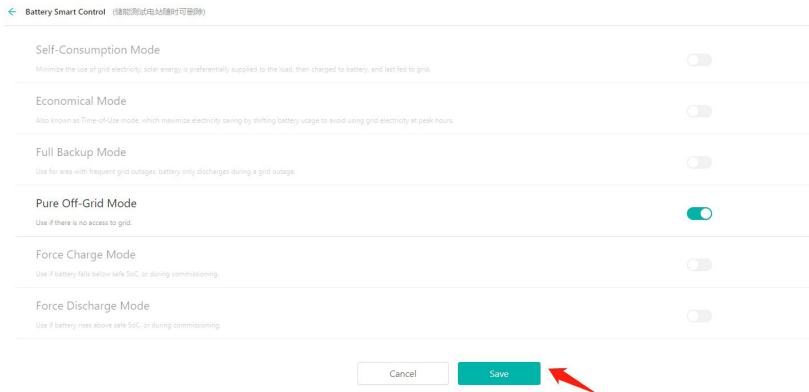 Battery Smart Control (储能测试电站随时可删除)
Self-Consumption Mode
Minimize the use of grid electricity, solar energy is preferentially supplied to the load, then charged to battery, and last fed to grid.
Economical Mode
Also known as Time-of-Use mode, which maximize electricity saving by shifting battery usage to avoid using grid electricity at peak hours.
Full Backup Mode
Use for area with frequent grid outages, battery only discharges during a grid outage.
Pure Off-Grid Mode
Use if there is no access to grid.
Force Charge Mode
Use if battery falls below safe SoC, or during commissioning.
Force Discharge Mode
Use if battery rises above safe SoC, or during commissioning.
Cancel Save